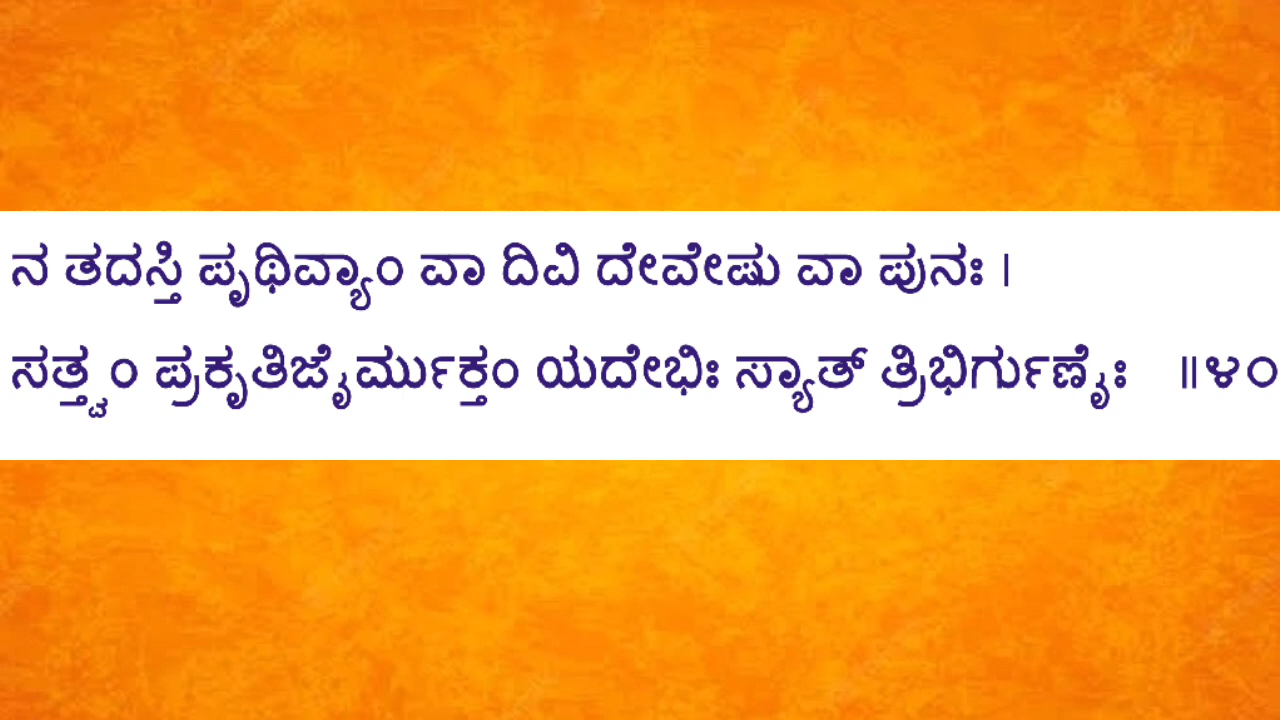 ನ ತದಸ್ತಿ ಪೃಥಿವ್ಯಾಂ ವಾ ದಿವಿ ದೇವೇಷು ವಾ ಪುನಃ ।
ಸತ್ತ್ವಂ ಪ್ರಕೃತಿಜೈರ್ಮುಕ್ತಂ ಯದೇಭಿಃ ಸ್ಯಾತ್ ತ್ರಿಭಿರ್ಗುಣೈಃ ॥೪೦